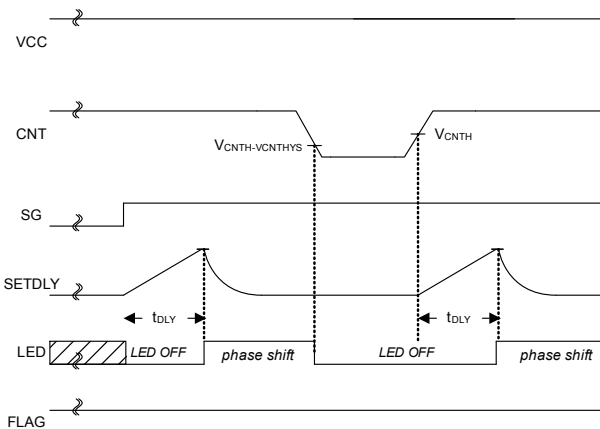 VCC
CNT
VCNTH-VCNTHYS
VCNTH
SG
SETDLY
tDLY
tDLY
LED
LED OFF
phase shift
LED OFF
phase shift
FLAG